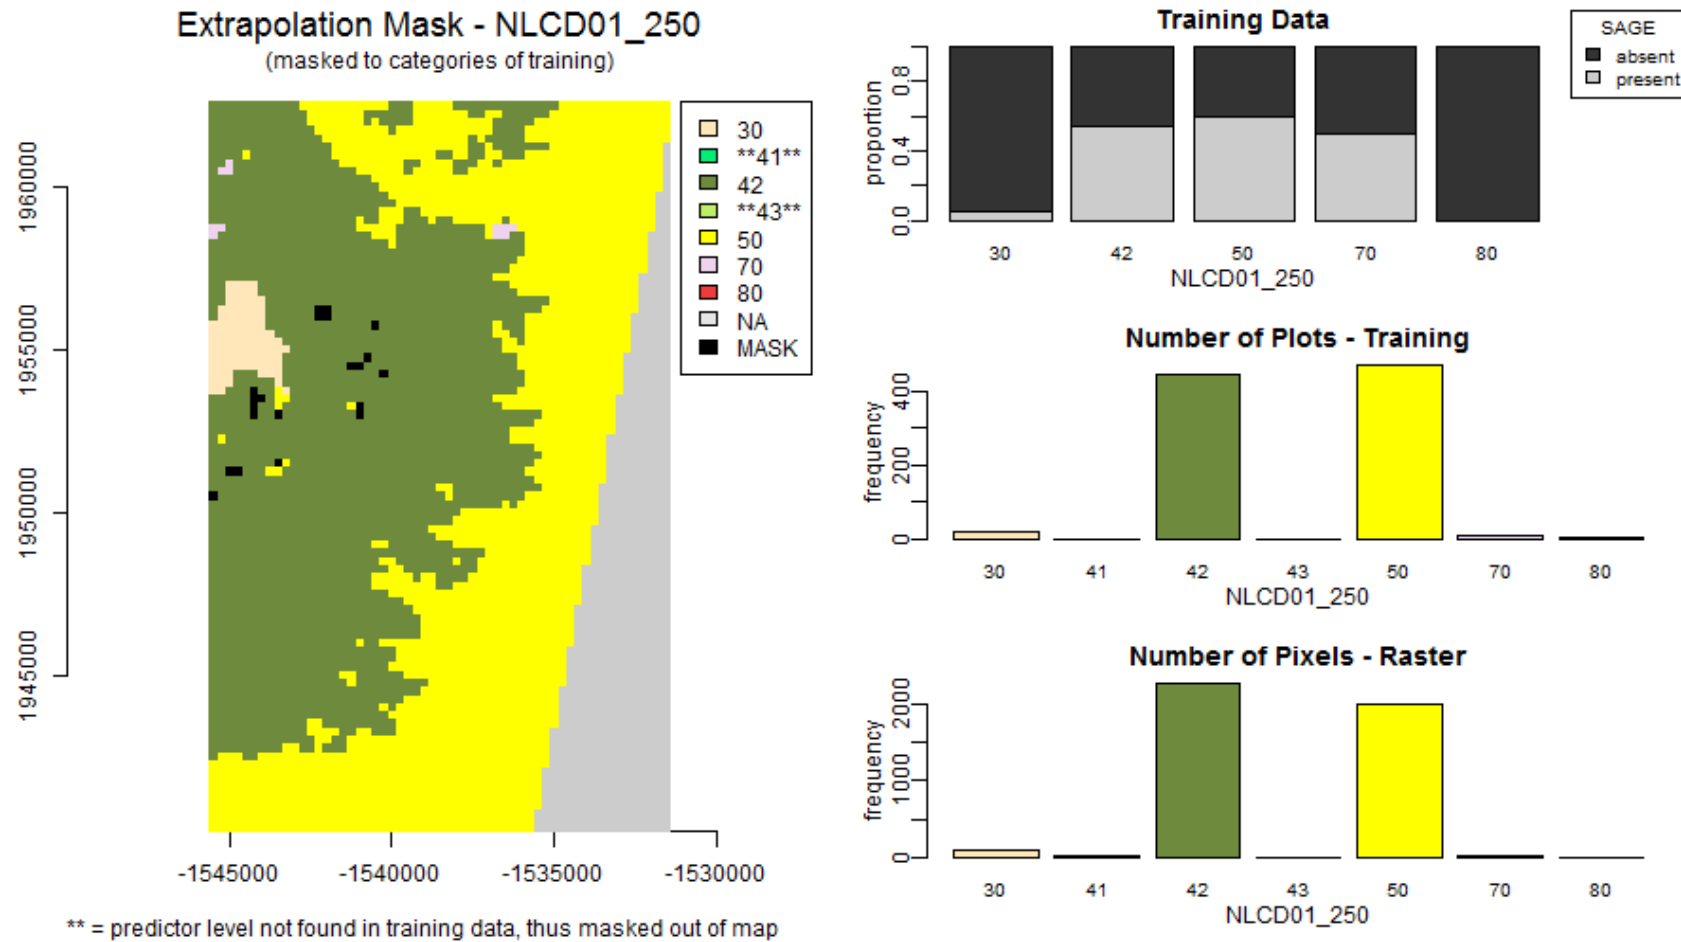 Extrapolation Mask - NLCD01_250
(masked to categories of training)
1960000
1955000
1950000
1945000
-1545000 -1540000 -1535000 -1530000
30
**41**
42
**43**
50
70
80
NA
MASK
** = predictor level not found in training data, thus masked out of map
Training Data
proportion
0.8
0.4
0.0
30 42 50 70 80
NLCD01_250
SAGE
absent
present
Number of Plots - Training
frequency
400
200
0
30 41 42 43 50 70 80
NLCD01_250
Number of Pixels - Raster
frequency
2000
1000
0
30 41 42 43 50 70 80
NLCD01_250